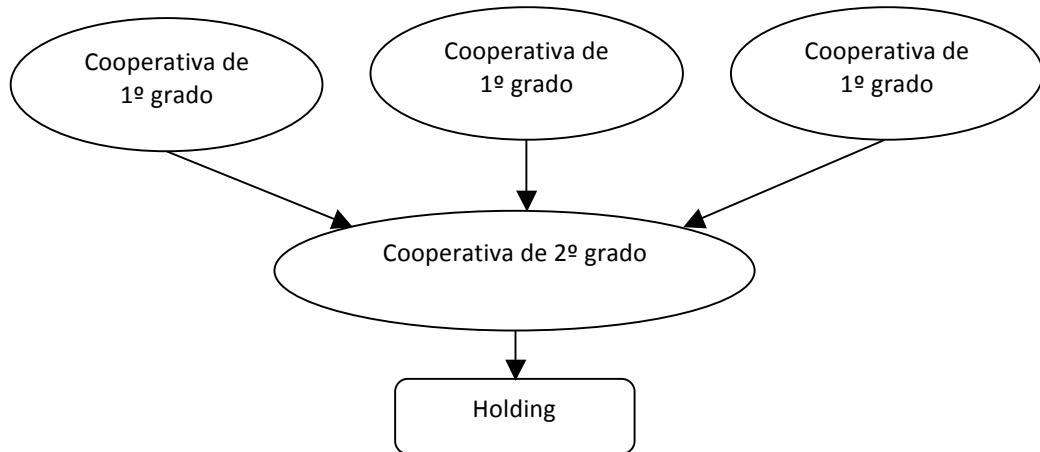 Cooperativa de
1º grado
Cooperativa de
1º grado
Cooperativa de
1º grado
Cooperativa de 2º grado
Holding